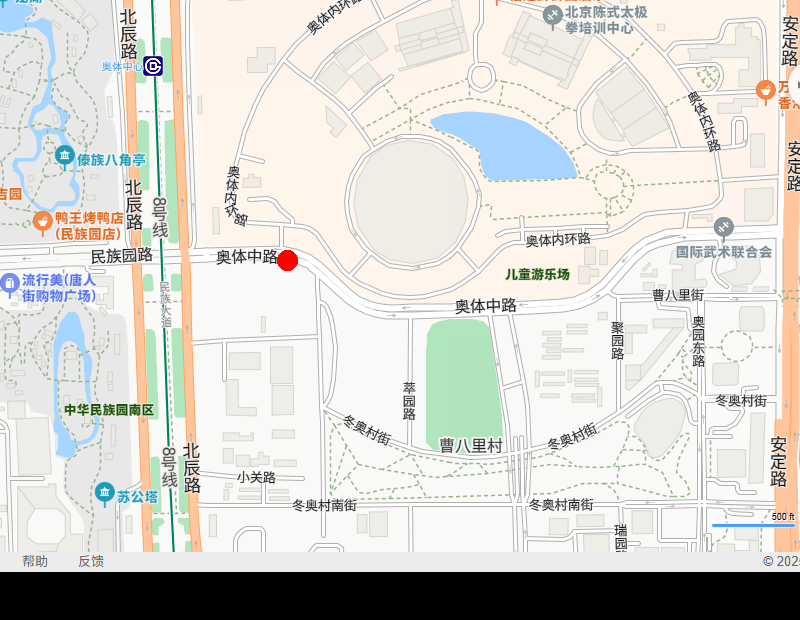 奥体内环路
北京陈式太极
拳培训中心
北辰路
安定路
奥体中心
万
香
奥体内环路
傣族八角亭
安定路
吉园
北辰路
8号线
奥体内环路
鸭王烤鸭店
(民族园店)
民族园路
奥体中路
奥体内环路
国际武术联合会
流行美(唐人
街购物广场)
儿童游乐场
民族大道
奥体中路
曹八里街
聚园路
奥园东路
萃园路
中华民族园南区
冬奥村街
曹八里村
冬奥村街
冬奥村街
北辰路
8号线
安定路
小关路
苏公塔
冬奥村南街
冬奥村南街
瑞园
500 ft
帮助
反馈
© 202